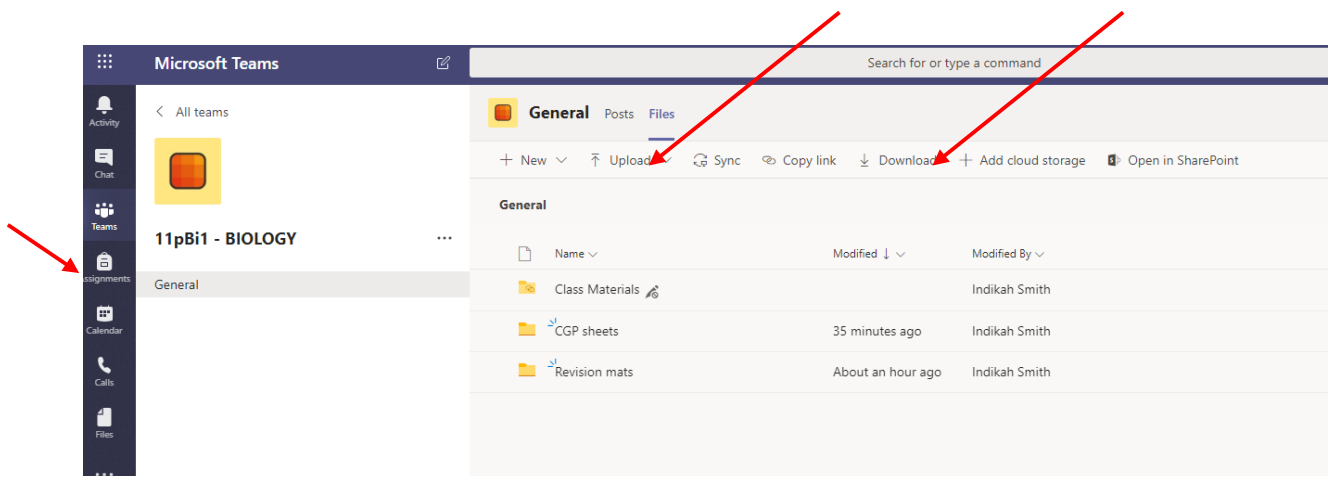 Microsoft Teams
Search for or type a command
Activity
Chat
Teams
ssignments
Calendar
Calls
Files
All teams
11pBi1 - BIOLOGY
General
General Posts Files
New Upload Sync Copy link Download Add cloud storage Open in SharePoint
General
Name Modified Modified By
Class Materials Indikah Smith
CGP sheets 35 minutes ago Indikah Smith
Revision mats About an hour ago Indikah Smith